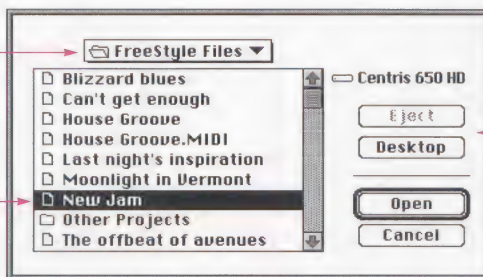 FreeStyle Files
Blizzard blues
Can't get enough
House Groove
House Groove.MIDI
Last night's inspiration
Moonlight in Vermont
New Jam
Other Projects
The offbeat of avenues
Centris 650 HD
Eject
Desktop
Open
Cancel